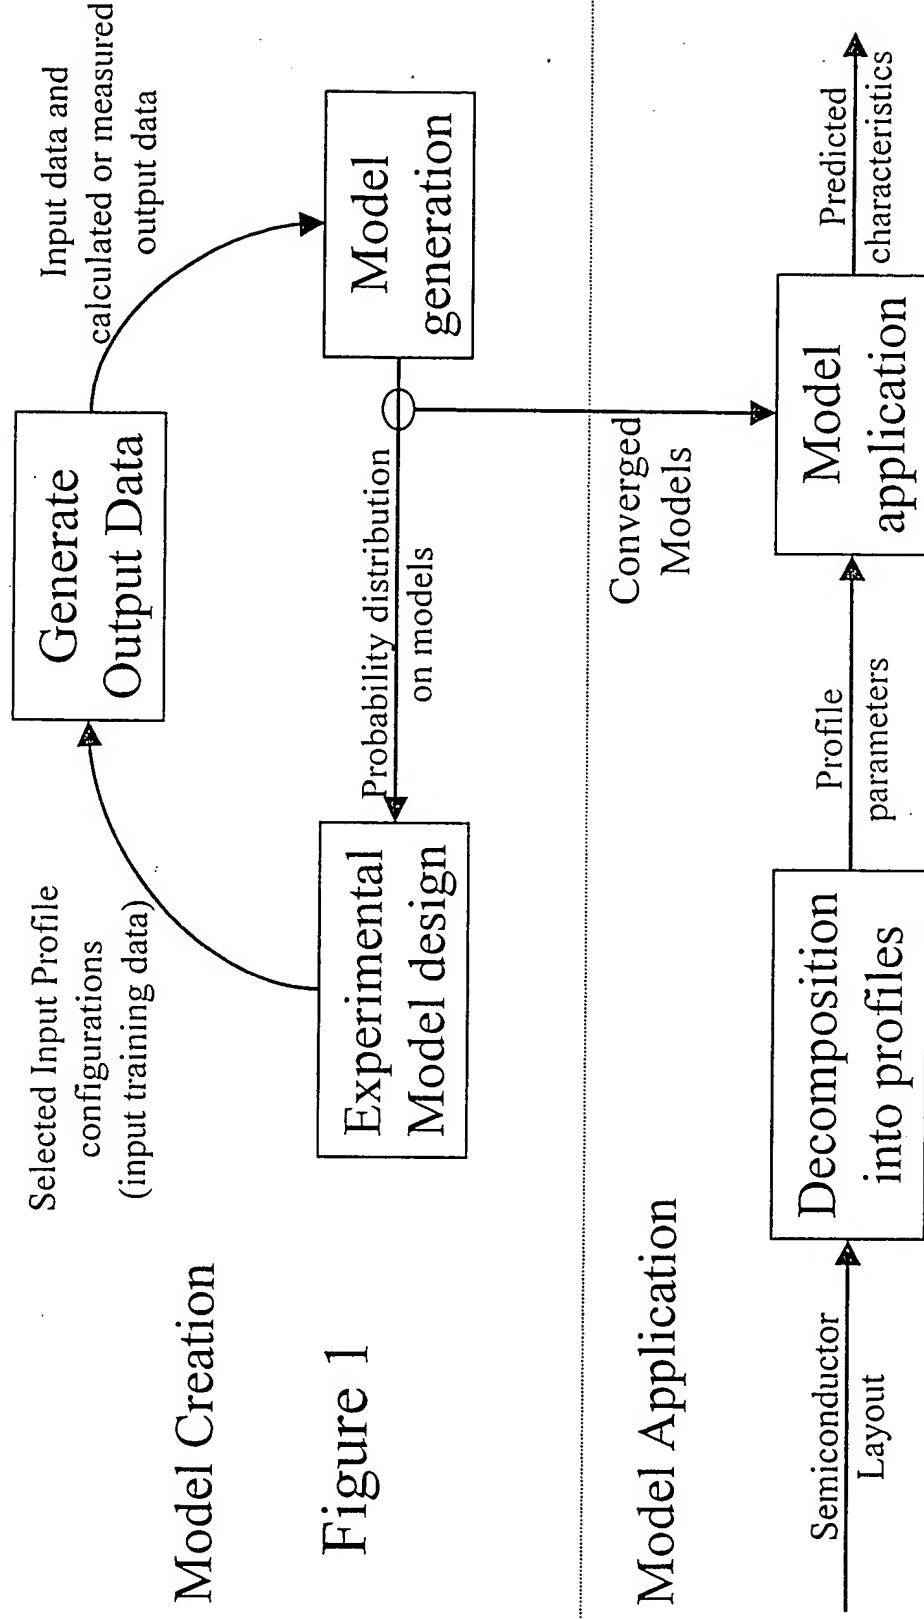 Model Creation
Figure 1
Selected Input Profile
configurations
(input training data)
Generate
Output Data
Input data and
calculated or measured
output data
Experimental
Model design
Probability distribution
on models
Model
generation
Converged
Models
Model Application
Semiconductor
Layout
Decomposition
into profiles
Profile
parameters
Model
application
Predicted
characteristics